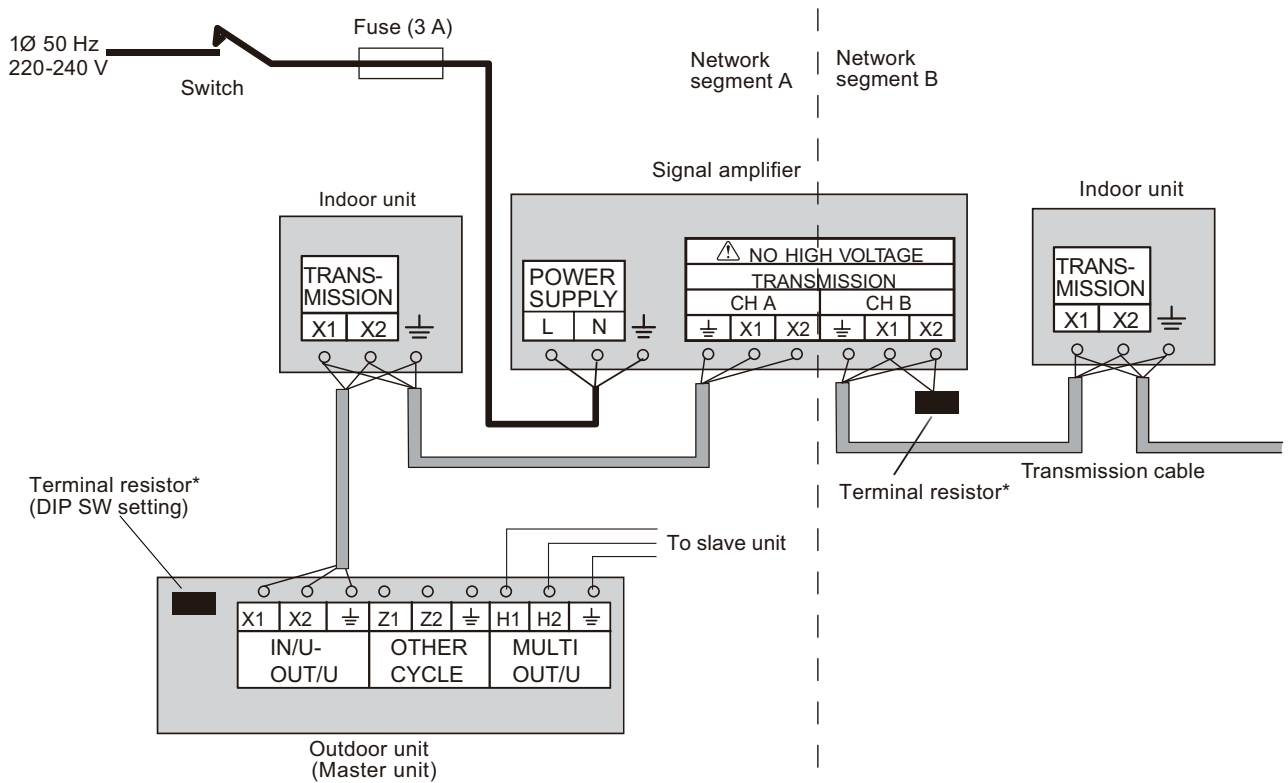 1Ø 50 Hz
220-240 V
Switch
Fuse (3 A)
Network
segment A
Network
segment B
Signal amplifier
Indoor unit
TRANS-
MISSION
X1 X2
POWER
SUPPLY
L N
⚠ NO HIGH VOLTAGE
TRANSMISSION
CH A CH B
X1 X2 X1 X2
Indoor unit
TRANS-
MISSION
X1 X2
Terminal resistor*
Transmission cable
Terminal resistor*
(DIP SW setting)
To slave unit
X1 X2 Z1 Z2 H1 H2
IN/U-
OUT/U
OTHER
CYCLE
MULTI
OUT/U
Outdoor unit
(Master unit)